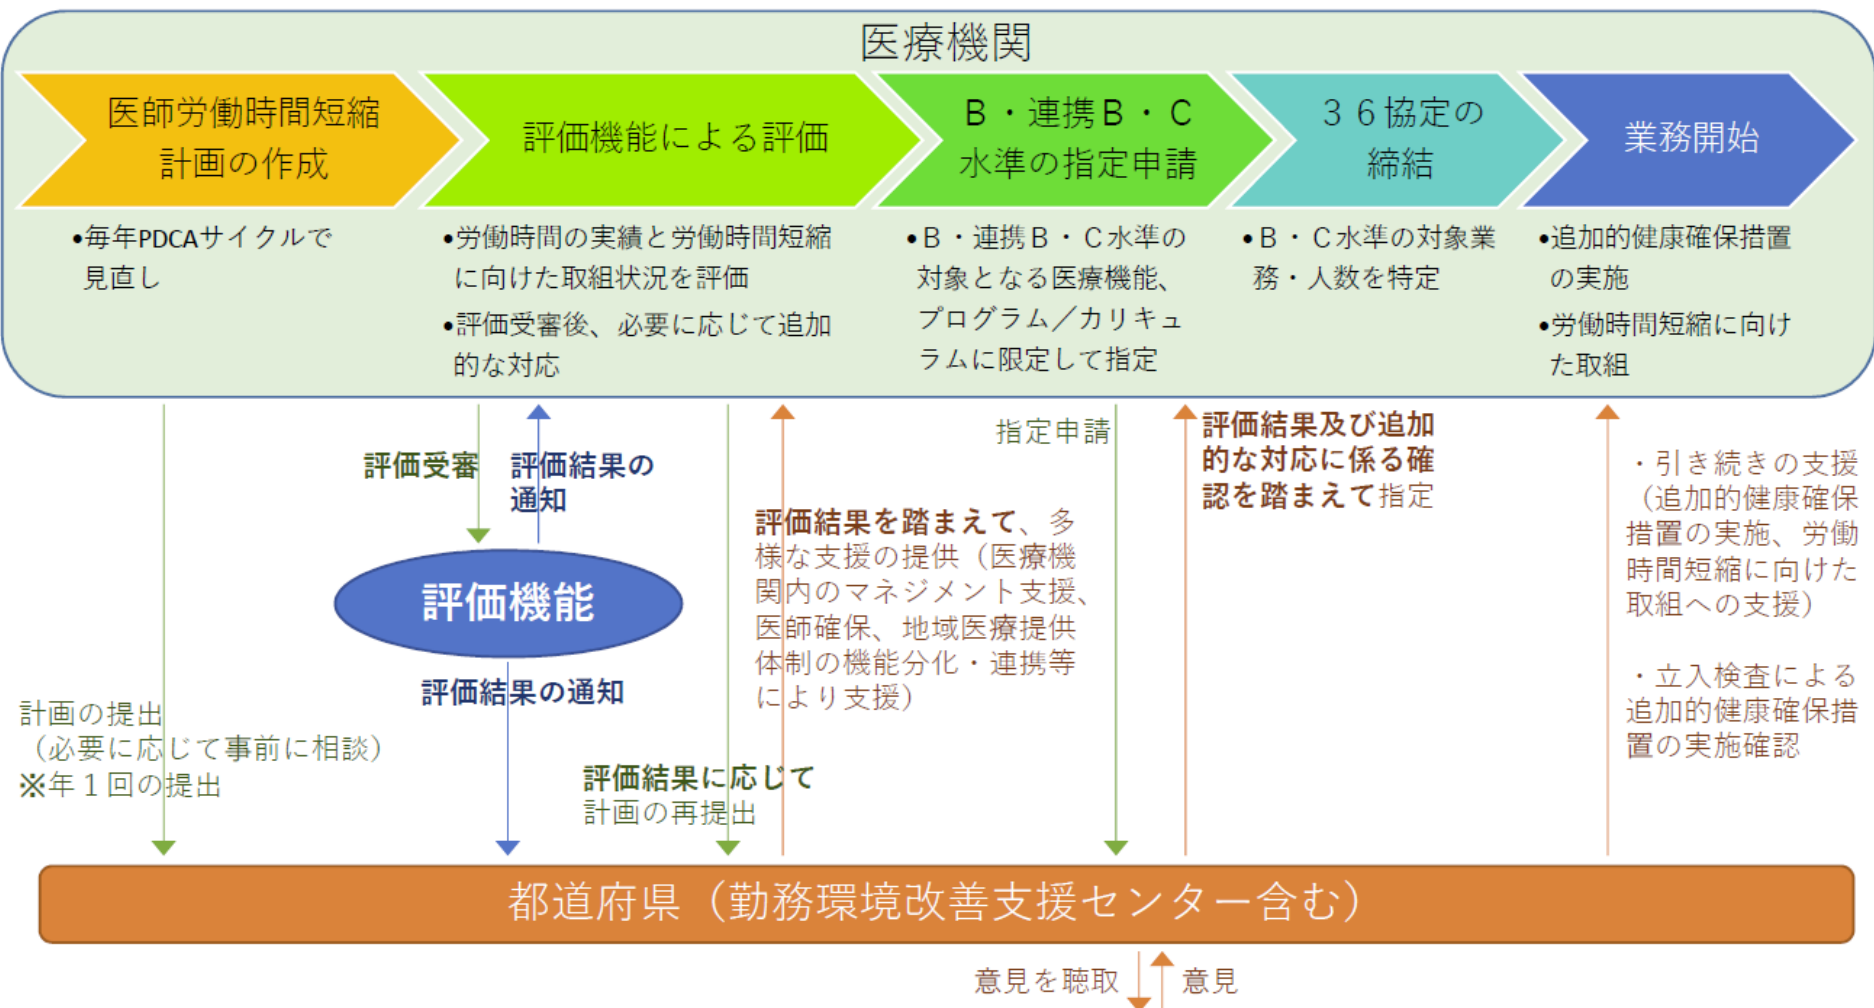 医療機関
医師労働時間短縮
計画の作成
評価機能による評価
Ｂ・連携Ｂ・Ｃ
水準の指定申請
３６協定の
締結
業務開始
•毎年PDCAサイクルで
見直し
•労働時間の実績と労働時間短縮
に向けた取組状況を評価
•評価受審後、必要に応じて追加
的な対応
•Ｂ・連携Ｂ・Ｃ水準の
対象となる医療機能、
プログラム／カリキュ
ラムに限定して指定
•Ｂ・Ｃ水準の対象業
務・人数を特定
•追加的健康確保措置
の実施
•労働時間短縮に向け
た取組
評価受審
評価結果の
通知
評価機能
評価結果の通知
計画の提出
（必要に応じて事前に相談）
※年１回の提出
評価結果に応じて
計画の再提出
評価結果を踏まえて、多
様な支援の提供（医療機
関内のマネジメント支援、
医師確保、地域医療提供
体制の機能分化・連携等
により支援）
指定申請
評価結果及び追加
的な対応に係る確
認を踏まえて指定
・引き続きの支援
（追加的健康確保
措置の実施、労働
時間短縮に向けた
取組への支援）
・立入検査による
追加的健康確保措
置の実施確認
都道府県（勤務環境改善支援センター含む）
意見を聴取
意見